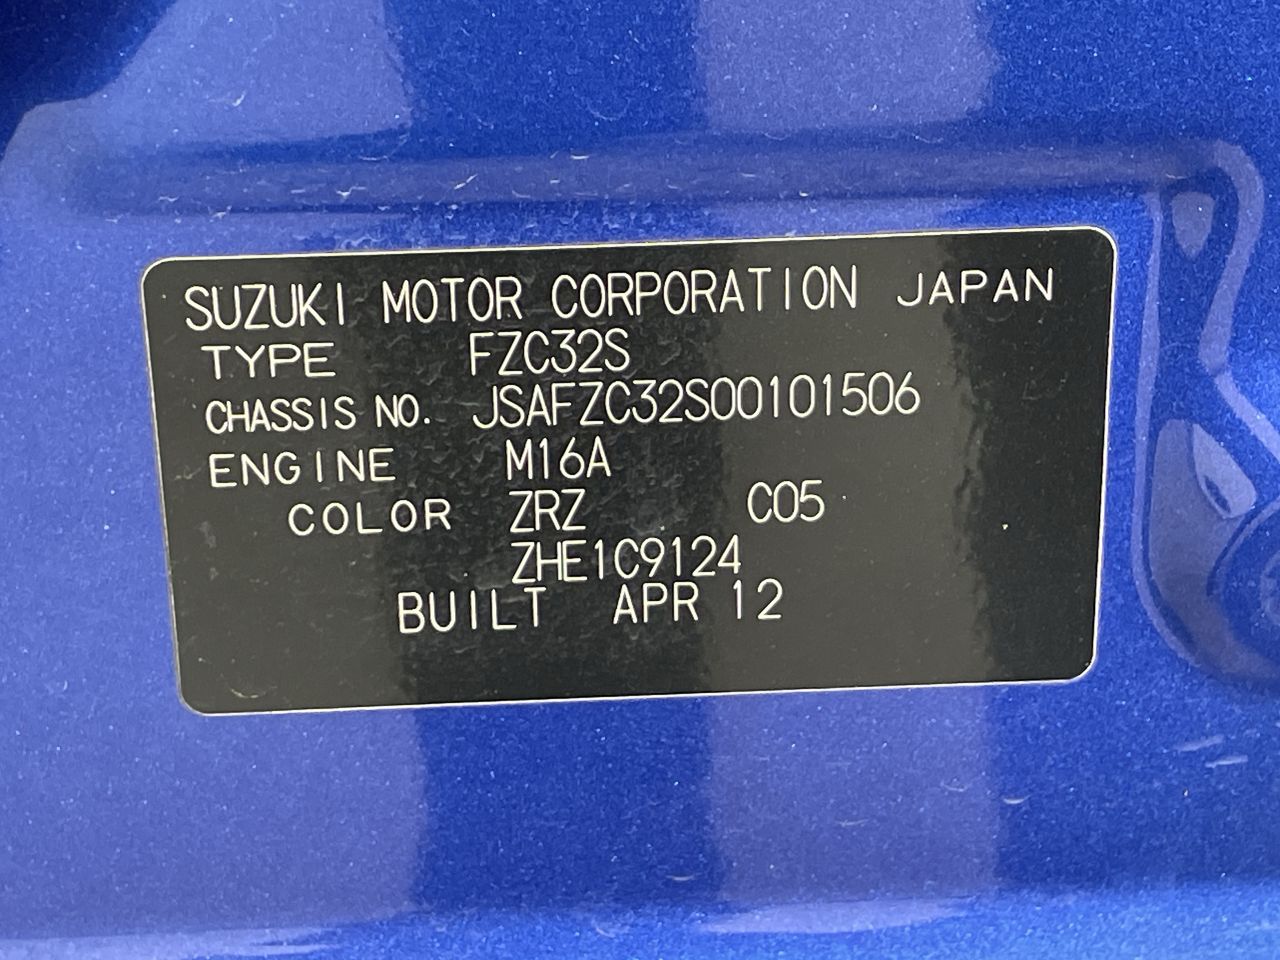 SUZUKI MOTOR CORPORATION JAPAN
TYPE FZC32S
CHASSIS NO. JSAFZC32S00101506
ENGINE M16A
COLOR ZRZ C05
ZHE1C9124
BUILT APR 12